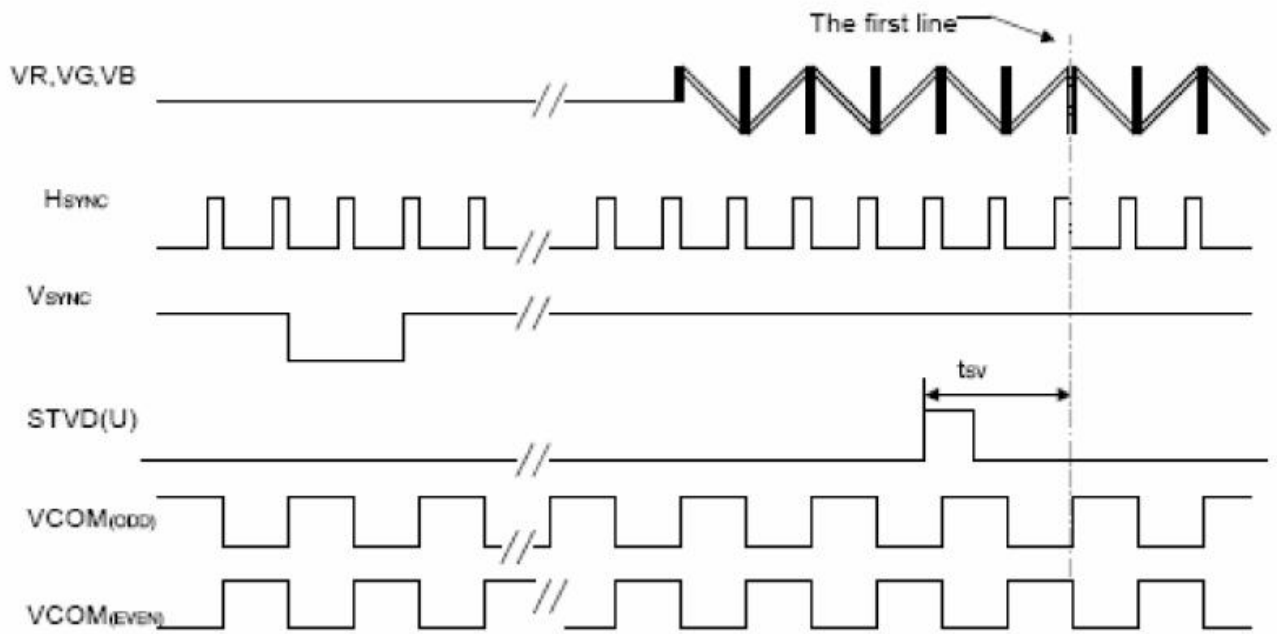 The first line
VR,VG,VB
HSYNC
VSYNC
tsv
STVD(U)
VCOM(ODD)
VCOM(EVEN)